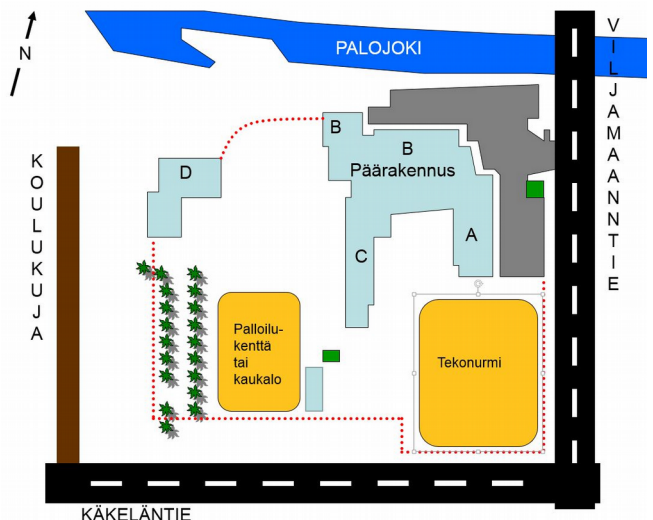 PALOJOKI
N
VILJAMAANTIE
KOULUKUJA
B
B
Päärakennus
D
A
C
Palloilu-
kenttä
tai
kaukalo
Tekonurmi
KÄKELÄNTIE